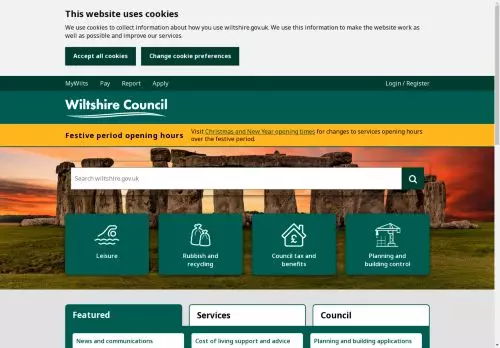 This website uses cookies
We use cookies to collect information about how you use wiltshire.gov.uk. We use this information to make the website work
as well as possible and improve our services.
Accept all cookies
Change cookie preferences
MyWilts Pay Report Apply Login / Register
Wiltshire Council
Festive period opening hours
Visit Christmas and New Year opening times for changes to services opening hours
over the festive period.
Search wiltshire.gov.uk
Leisure
Rubbish and
recycling
Council tax and
benefits
Planning and
building control
Featured
Services
Council
News and communications
Cost of living support and advice
Planning and building applications